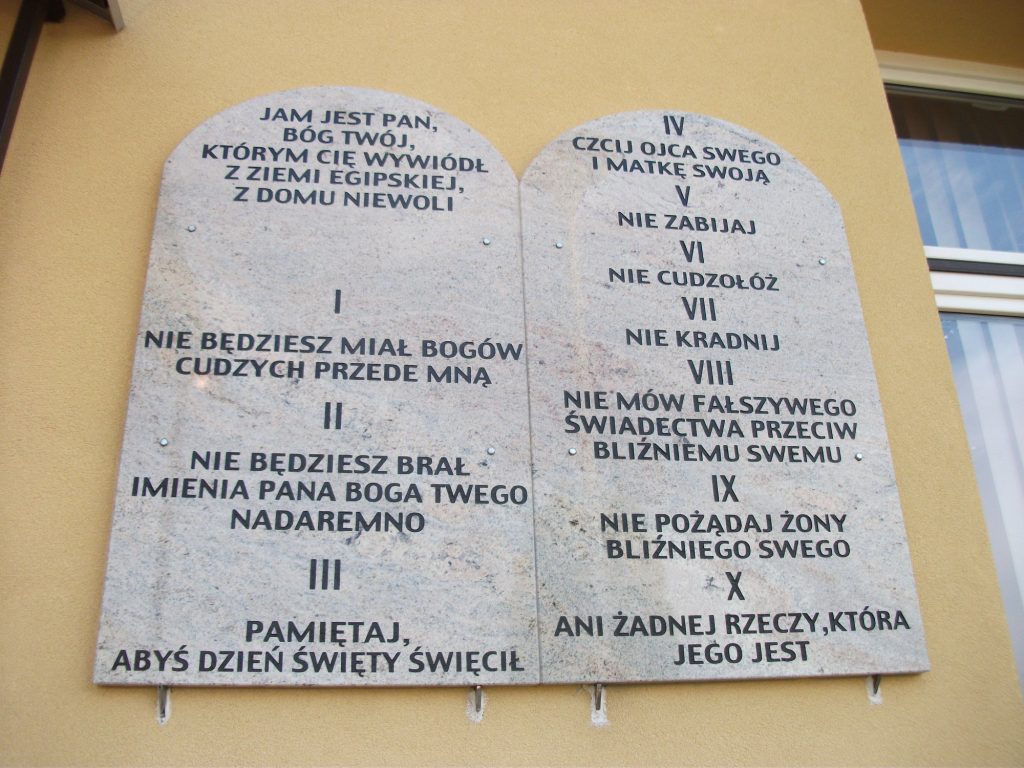 JAM JEST PAN,
BÓG TWÓJ,
KTÓRYM CIĘ WYWIÓDŁ
Z ZIEMI EGIPSKIEJ,
Z DOMU NIEWOLI
I
NIE BĘDZIESZ MIAŁ BOGÓW
CUDZYCH PRZEDE MNĄ
II
NIE BĘDZIESZ BRAŁ
IMIENIA PANA BOGA TWEGO
NADAREMNO
III
PAMIĘTAJ,
ABYŚ DZIEŃ ŚWIĘTY ŚWIĘCIŁ
IV
CZCIJ OJCA SWEGO
I MATKĘ SWOJĄ
V
NIE ZABIJAJ
VI
NIE CUDZOŁÓŻ
VII
NIE KRADNIJ
VIII
NIE MÓW FAŁSZYWEGO
ŚWIADECTWA PRZECIW
BLIŹNIEMU SWEMU
IX
NIE POŻĄDAJ ŻONY
BLIŹNIEGO SWEGO
X
ANI ŻADNEJ RZECZY,KTÓRA
JEGO JEST